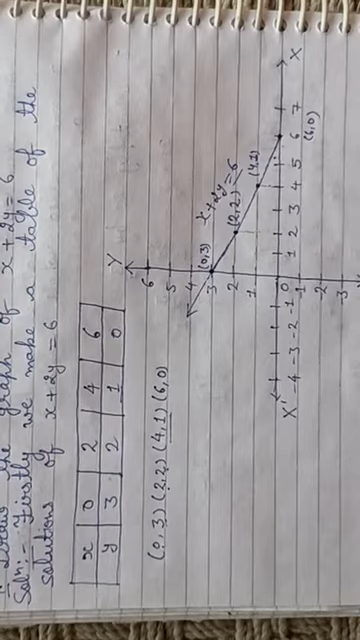 Draw the graph of x + 2y = 6
Soln:- Firstly we make a table of the
solutions of x + 2y = 6
x 0 2 4 6
y 3 2 1 0
(0,3) (2,2) (4,1) (6,0)
Y
6
5
4
3 (0,3)
x+2y=6
2 (2,2)
1 (4,1)
X' -4 -3 -2 -1 0 1 2 3 4 5 6 7 X
(6,0)
-1
-2
-3